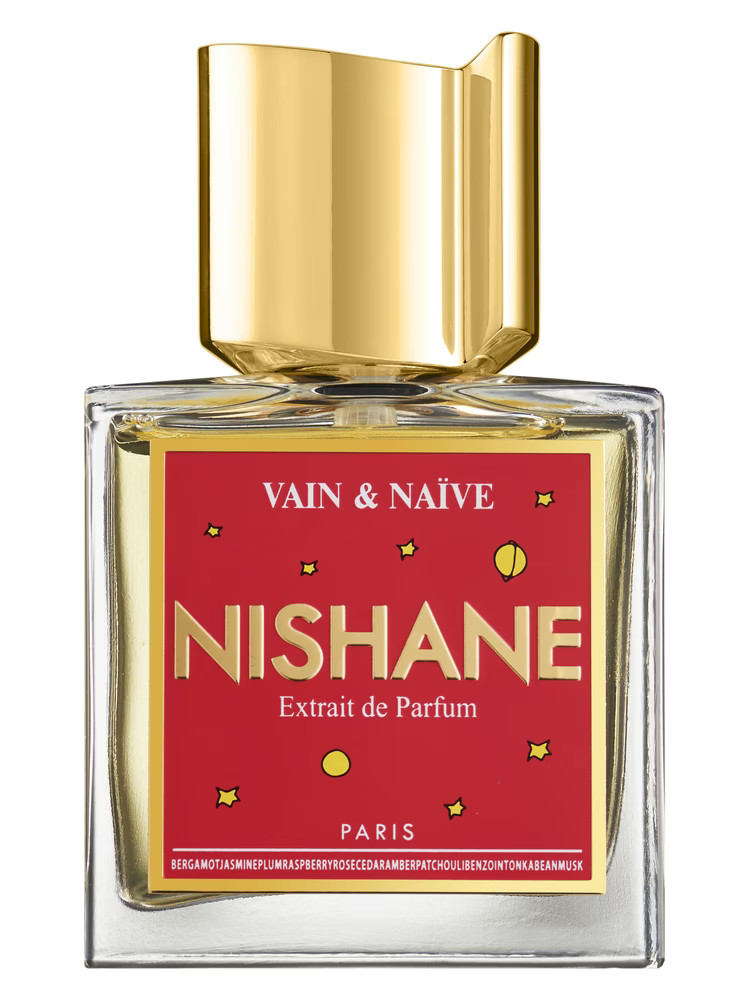 VAIN & NAÏVE
NISHANE
Extrait de Parfum
PARIS
BERGAMOTJASMINEPLUMRASPBERRYROSECEDARAMBERPATCHOULIBENZOINTONKABEANMUSK